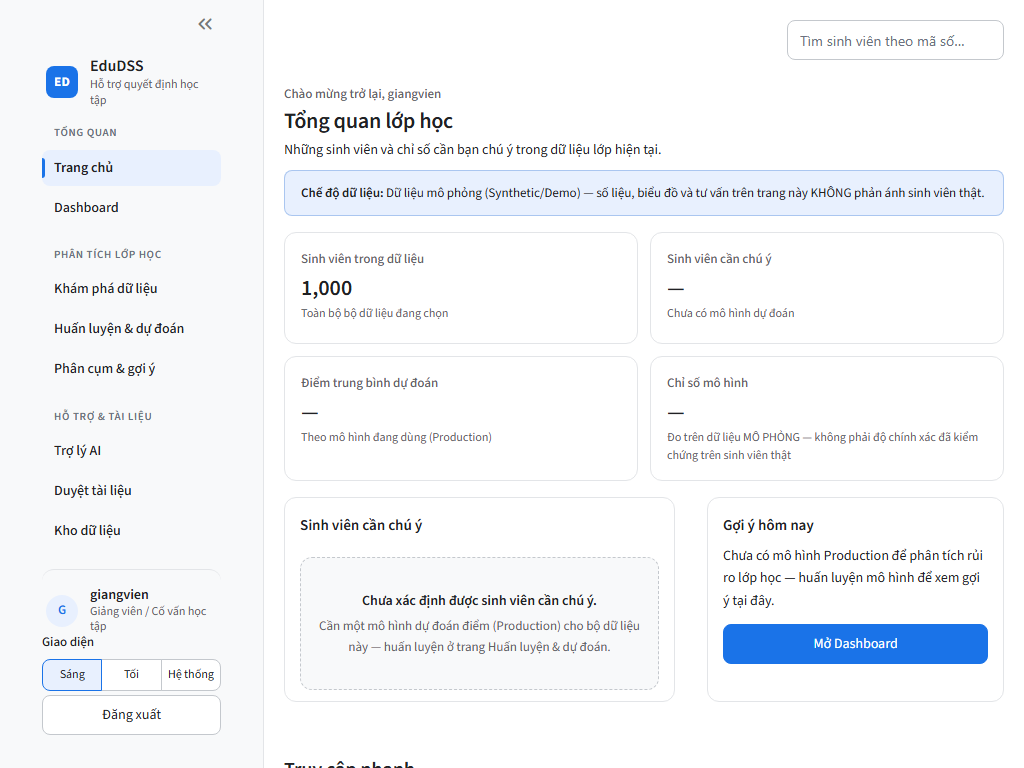 ED
EduDSS
Hỗ trợ quyết định học
tập
TỔNG QUAN
Trang chủ
Dashboard
PHÂN TÍCH LỚP HỌC
Khám phá dữ liệu
Huấn luyện & dự đoán
Phân cụm & gợi ý
HỖ TRỢ & TÀI LIỆU
Trợ lý AI
Duyệt tài liệu
Kho dữ liệu
G
giangvien
Giảng viên / Cố vấn học
tập
Giao diện
Sáng
Tối
Hệ thống
Đăng xuất
Tìm sinh viên theo mã số...
Chào mừng trở lại, giangvien
Tổng quan lớp học
Những sinh viên và chỉ số cần bạn chú ý trong dữ liệu lớp hiện tại.
Chế độ dữ liệu: Dữ liệu mô phỏng (Synthetic/Demo) — số liệu, biểu đồ và tư vấn trên trang này KHÔNG phản ánh sinh viên thật.
Sinh viên trong dữ liệu
1,000
Toàn bộ bộ dữ liệu đang chọn
Sinh viên cần chú ý
—
Chưa có mô hình dự đoán
Điểm trung bình dự đoán
—
Theo mô hình đang dùng (Production)
Chỉ số mô hình
—
Đo trên dữ liệu MÔ PHỎNG — không phải độ chính xác đã kiểm
chứng trên sinh viên thật
Sinh viên cần chú ý
Chưa xác định được sinh viên cần chú ý.
Cần một mô hình dự đoán điểm (Production) cho bộ dữ liệu
này — huấn luyện ở trang Huấn luyện & dự đoán.
Gợi ý hôm nay
Chưa có mô hình Production để phân tích rủi
ro lớp học — huấn luyện mô hình để xem gợi
ý tại đây.
Mở Dashboard
Truy cập nhanh